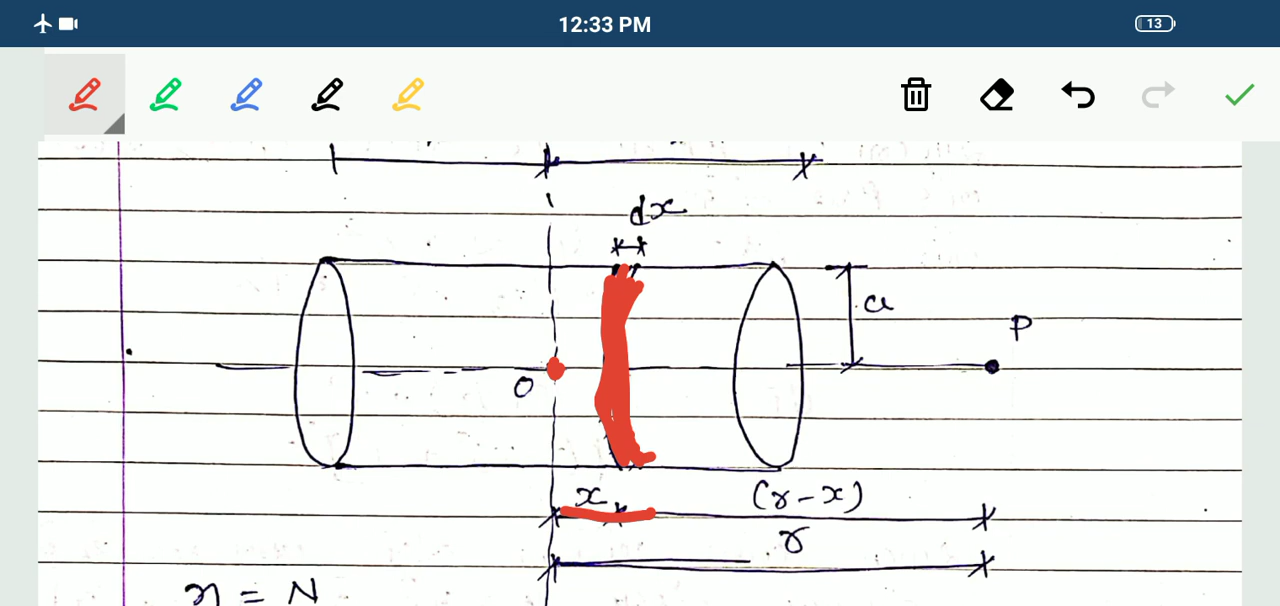 12:33 PM
13
dx
a
P
O
x
(r-x)
r
n = N